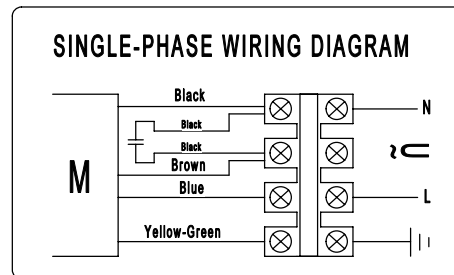 SINGLE-PHASE WIRING DIAGRAM
Black
N
Black
Black
~U
Brown
M
Blue
L
Yellow-Green